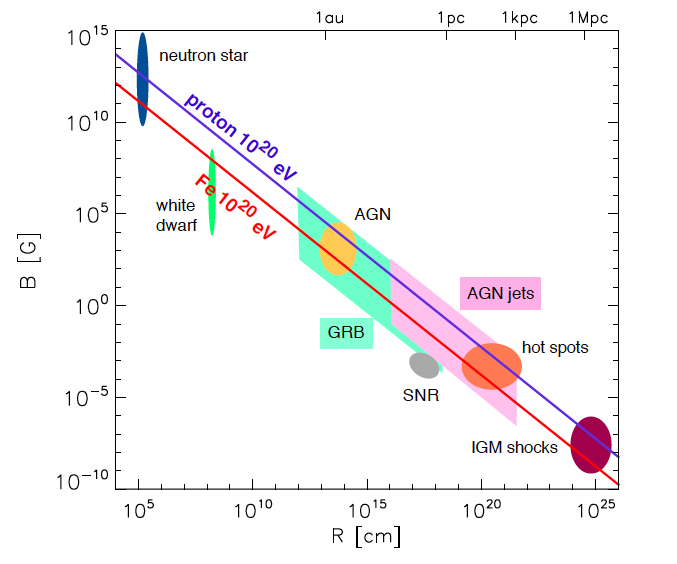 1au 1pc 1kpc 1Mpc
10^15
neutron star
proton 10^20 eV
10^10
Fe 10^20 eV
white
dwarf
10^5
AGN
B [G]
AGN jets
10^0
GRB
hot spots
SNR
10^-5
IGM shocks
10^-10
10^5 10^10 10^15 10^20 10^25
R [cm]